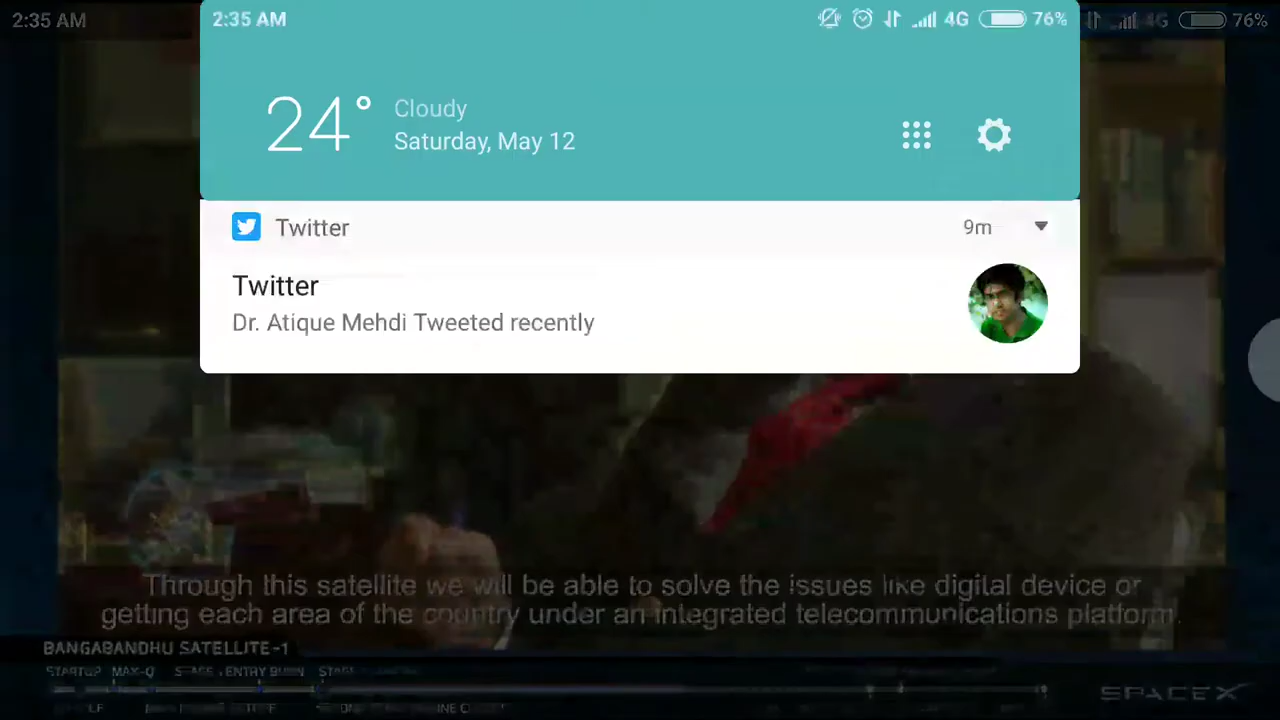 2:35 AM
2:35 AM
4G
76%
4G
76%
24°
Cloudy
Saturday, May 12
Twitter
9m
Twitter
Dr. Atique Mehdi Tweeted recently
Through this satellite we will be able to solve the issues like digital device or
getting each area of the country under an integrated telecommunications platform.
BANGABANDHU SATELLITE-1
STARTUP
MAX-Q
ENTRY BURN
SPACEX